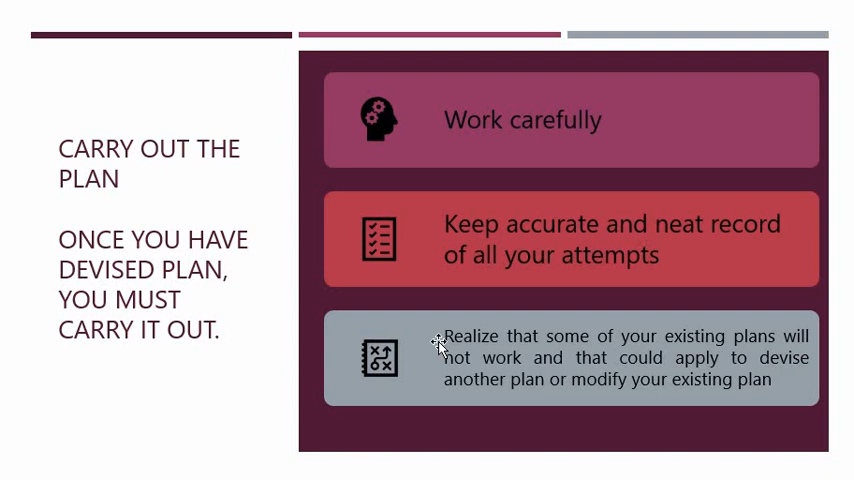 CARRY OUT THE
PLAN
ONCE YOU HAVE
DEVISED PLAN,
YOU MUST
CARRY IT OUT.
Work carefully
Keep accurate and neat record
of all your attempts
Realize that some of your existing plans will
not work and that could apply to devise
another plan or modify your existing plan